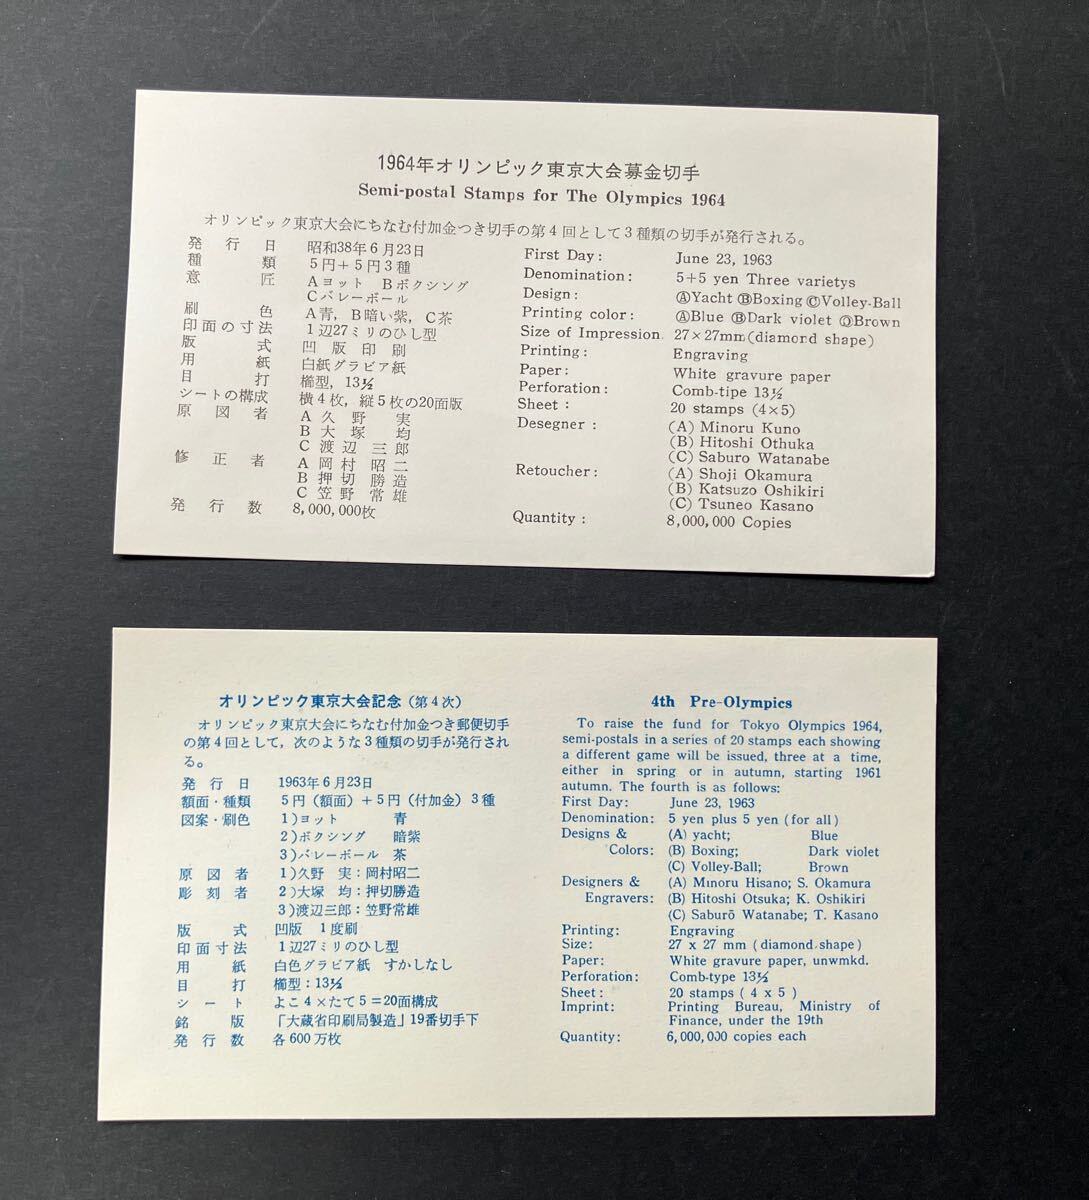 1964年オリンピック東京大会募金切手
Semi-postal Stamps for The Olympics 1964
オリンピック東京大会にちなむ付加金つき切手の第4回として3種類の切手が発行される。
発行日 昭和38年6月23日
種類 5円+5円3種
意匠 Aヨット Bボクシング
Cバレーボール
刷色 A青，B暗い紫，C茶
印面の寸法 1辺27ミリのひし型
版式 凹版印刷
用紙 白紙グラビア紙
目打 櫛型，13½
シートの構成 横4枚，縦5枚の20面版
原図者 A 久野実
B 大塚均
C 渡辺三郎
修正者 A 岡村昭二
B 押切勝造
C 笠野常雄
発行数 8,000,000枚
First Day: June 23, 1963
Denomination: 5+5 yen Three varietys
Design: ⒶYacht ⒷBoxing ⒸVolley-Ball
Printing color: ⒶBlue ⒷDark violet ⒸBrown
Size of Impression 27×27mm(diamond shape)
Printing: Engraving
Paper: White gravure paper
Perforation: Comb-tipe 13½
Sheet: 20 stamps (4×5)
Desegner: (A) Minoru Kuno
(B) Hitoshi Othuka
(C) Saburo Watanabe
Retoucher: (A) Shoji Okamura
(B) Katsuzo Oshikiri
(C) Tsuneo Kasano
Quantity: 8,000,000 Copies
オリンピック東京大会記念（第4次）
オリンピック東京大会にちなむ付加金つき郵便切手
の第4回として，次のような3種類の切手が発行され
る。
発行日 1963年6月23日
額面・種類 5円（額面）+5円（付加金）3種
図案・刷色 1)ヨット 青
2)ボクシング 暗紫
3)バレーボール 茶
原図者 1)久野 実：岡村昭二
彫刻者 2)大塚 均：押切勝造
3)渡辺三郎：笠野常雄
版式 凹版 1度刷
印面寸法 1辺27ミリのひし型
用紙 白色グラビア紙 すかしなし
目打 櫛型：13½
シート よこ4×たて5=20面構成
銘版 「大蔵省印刷局製造」19番切手下
発行数 各600万枚
4th Pre-Olympics
To raise the fund for Tokyo Olympics 1964,
semi-postals in a series of 20 stamps each showing
a different game will be issued, three at a time,
either in spring or in autumn, starting 1961
autumn. The fourth is as follows:
First Day: June 23, 1963
Denomination: 5 yen plus 5 yen (for all)
Designs & (A) yacht; Blue
Colors: (B) Boxing; Dark violet
(C) Volley-Ball; Brown
Designers & (A) Minoru Hisano; S. Okamura
Engravers: (B) Hitoshi Otsuka; K. Oshikiri
(C) Saburō Watanabe; T. Kasano
Printing: Engraving
Size: 27 x 27 mm (diamond shape)
Paper: White gravure paper, unwmkd.
Perforation: Comb-type 13½
Sheet: 20 stamps ( 4 x 5 )
Imprint: Printing Bureau, Ministry of
Finance, under the 19th
Quantity: 6,000,000 copies each